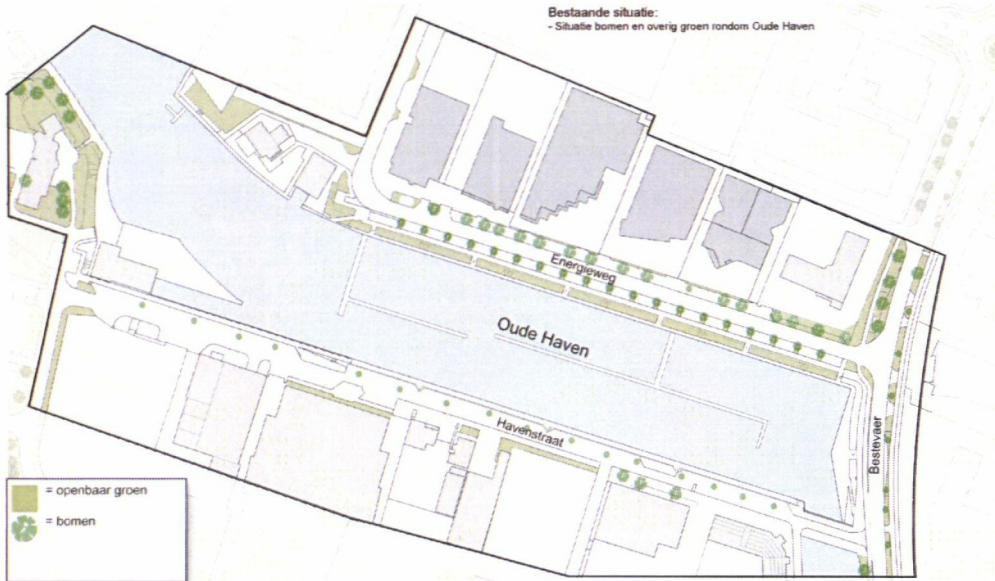 Bestaande situatie:
- Situatie bomen en overig groen rondom Oude Haven
Energieweg
Oude Haven
Havenstraat
Bestevaer
= openbaar groen
= bomen